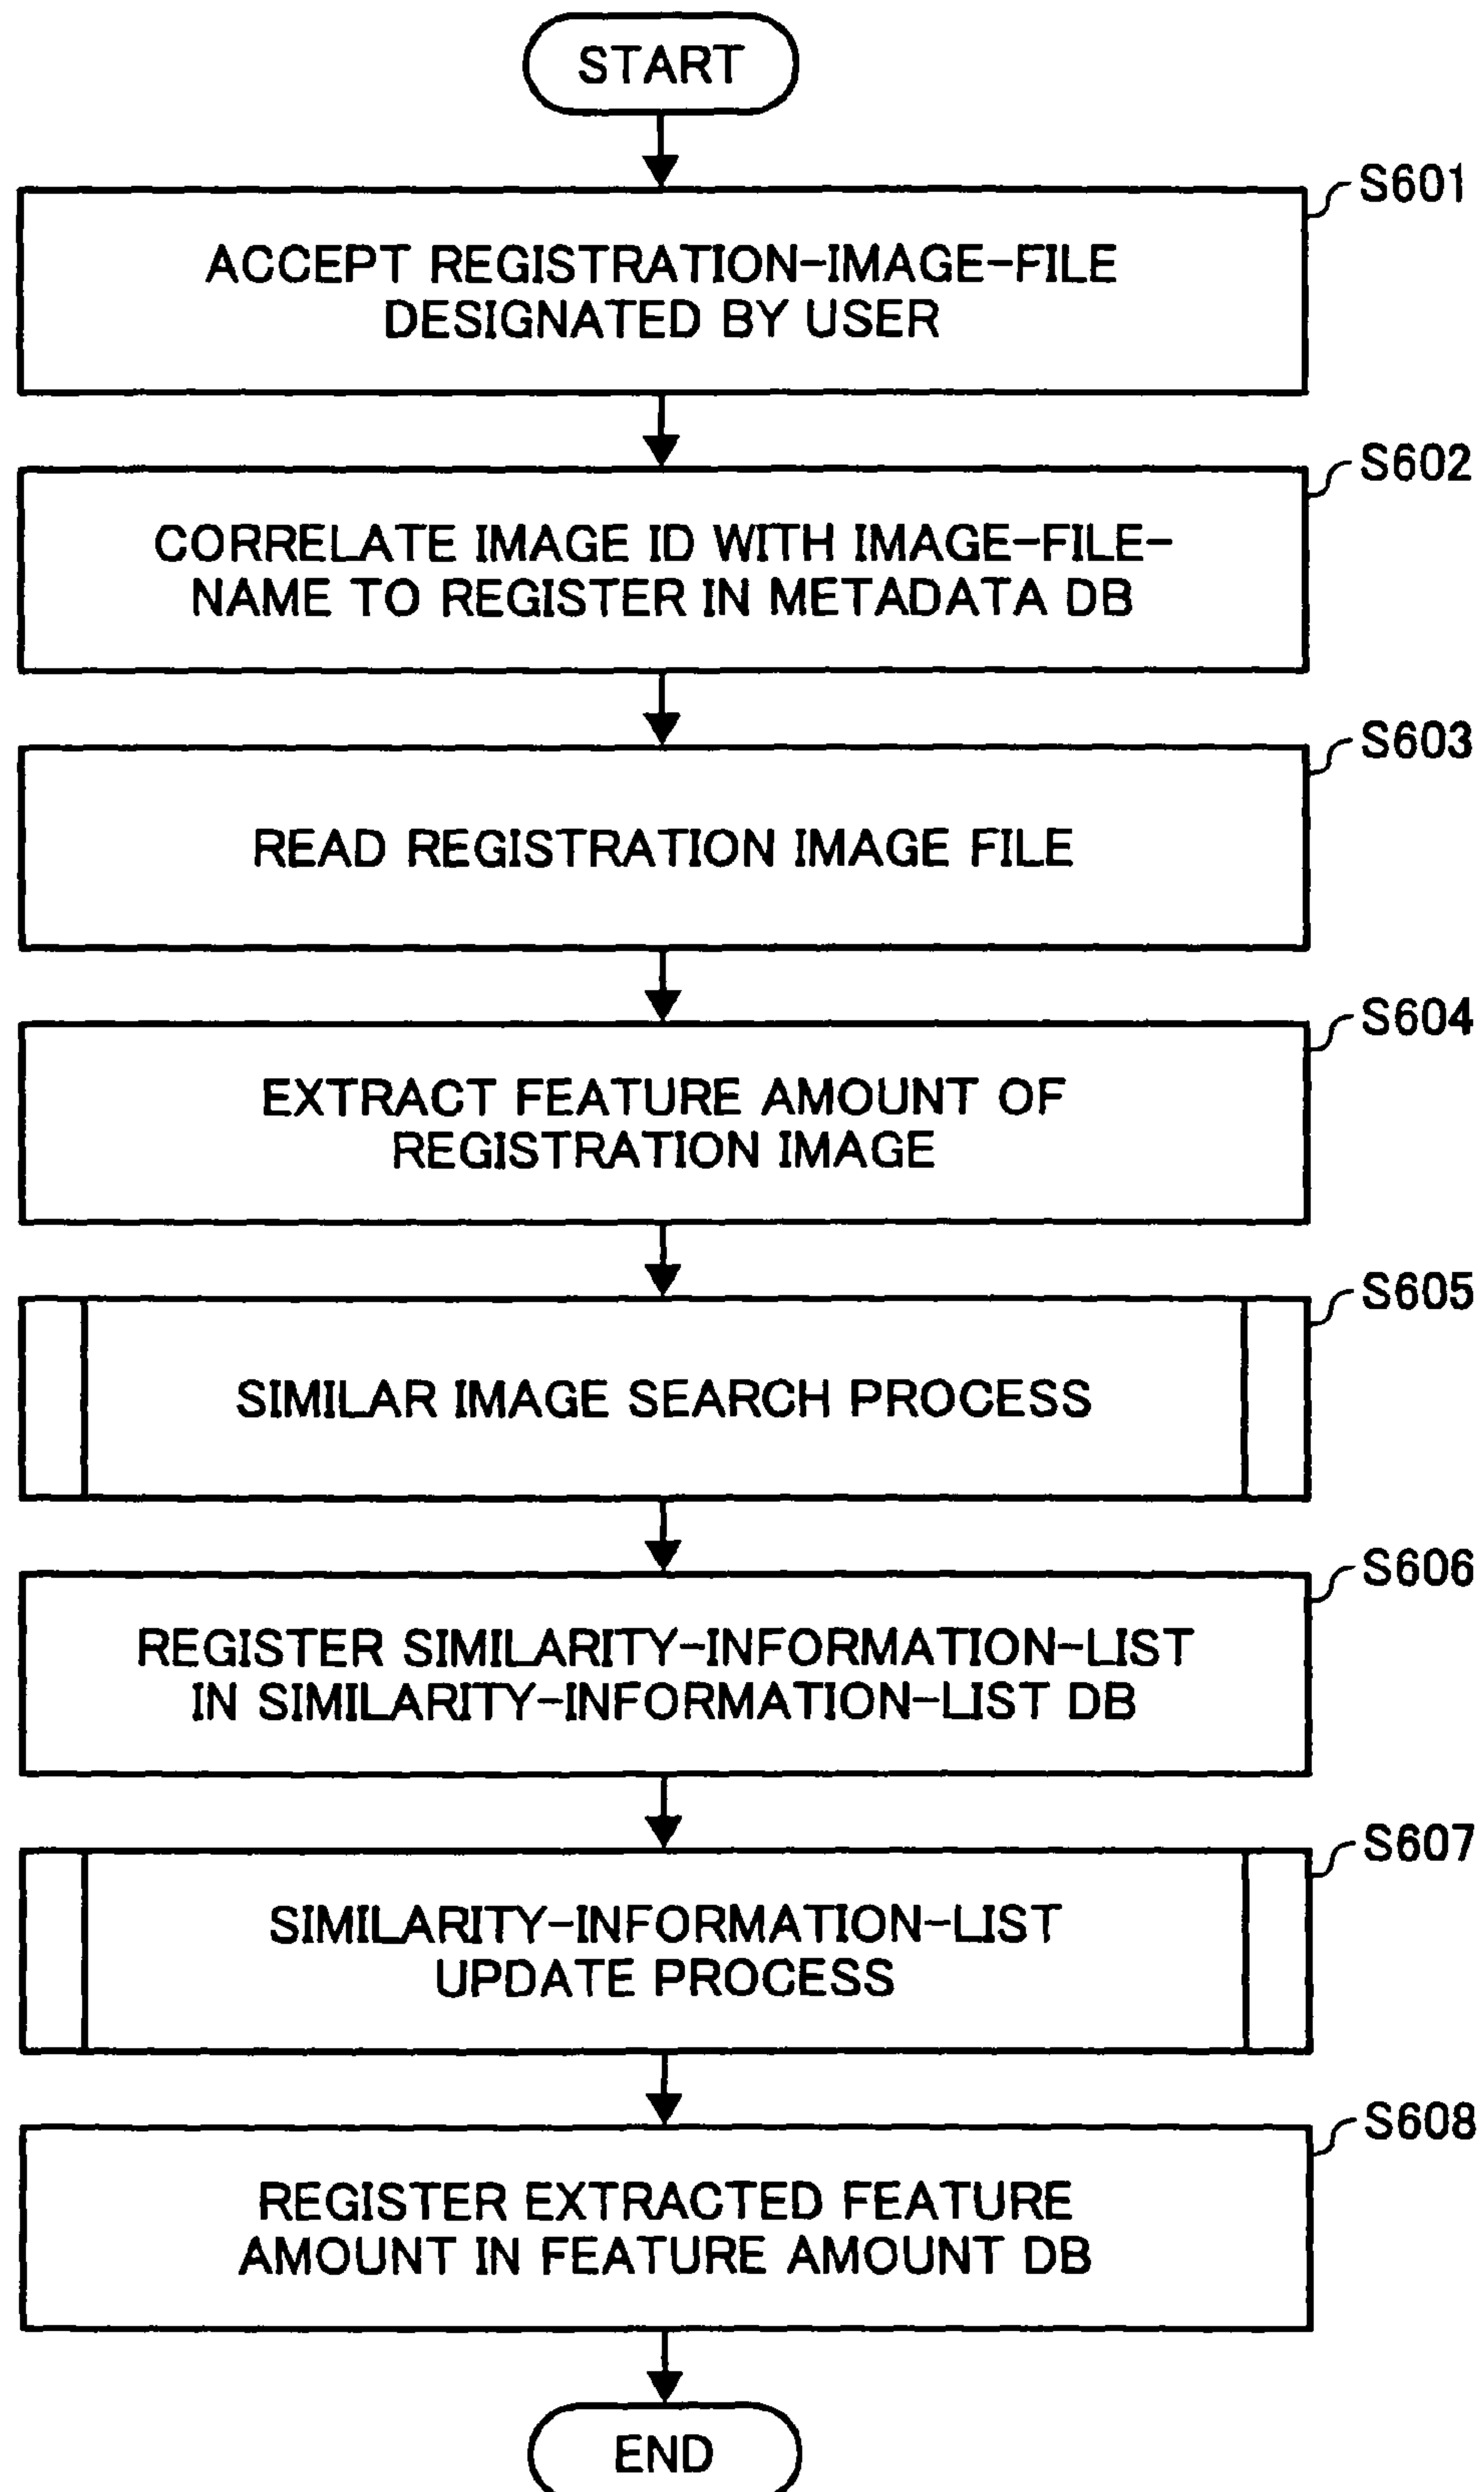 START
S601
ACCEPT REGISTRATION-IMAGE-FILE
DESIGNATED BY USER
S602
CORRELATE IMAGE ID WITH IMAGE-FILE-
NAME TO REGISTER IN METADATA DB
S603
READ REGISTRATION IMAGE FILE
S604
EXTRACT FEATURE AMOUNT OF
REGISTRATION IMAGE
S605
SIMILAR IMAGE SEARCH PROCESS
S606
REGISTER SIMILARITY-INFORMATION-LIST
IN SIMILARITY-INFORMATION-LIST DB
S607
SIMILARITY-INFORMATION-LIST
UPDATE PROCESS
S608
REGISTER EXTRACTED FEATURE
AMOUNT IN FEATURE AMOUNT DB
END